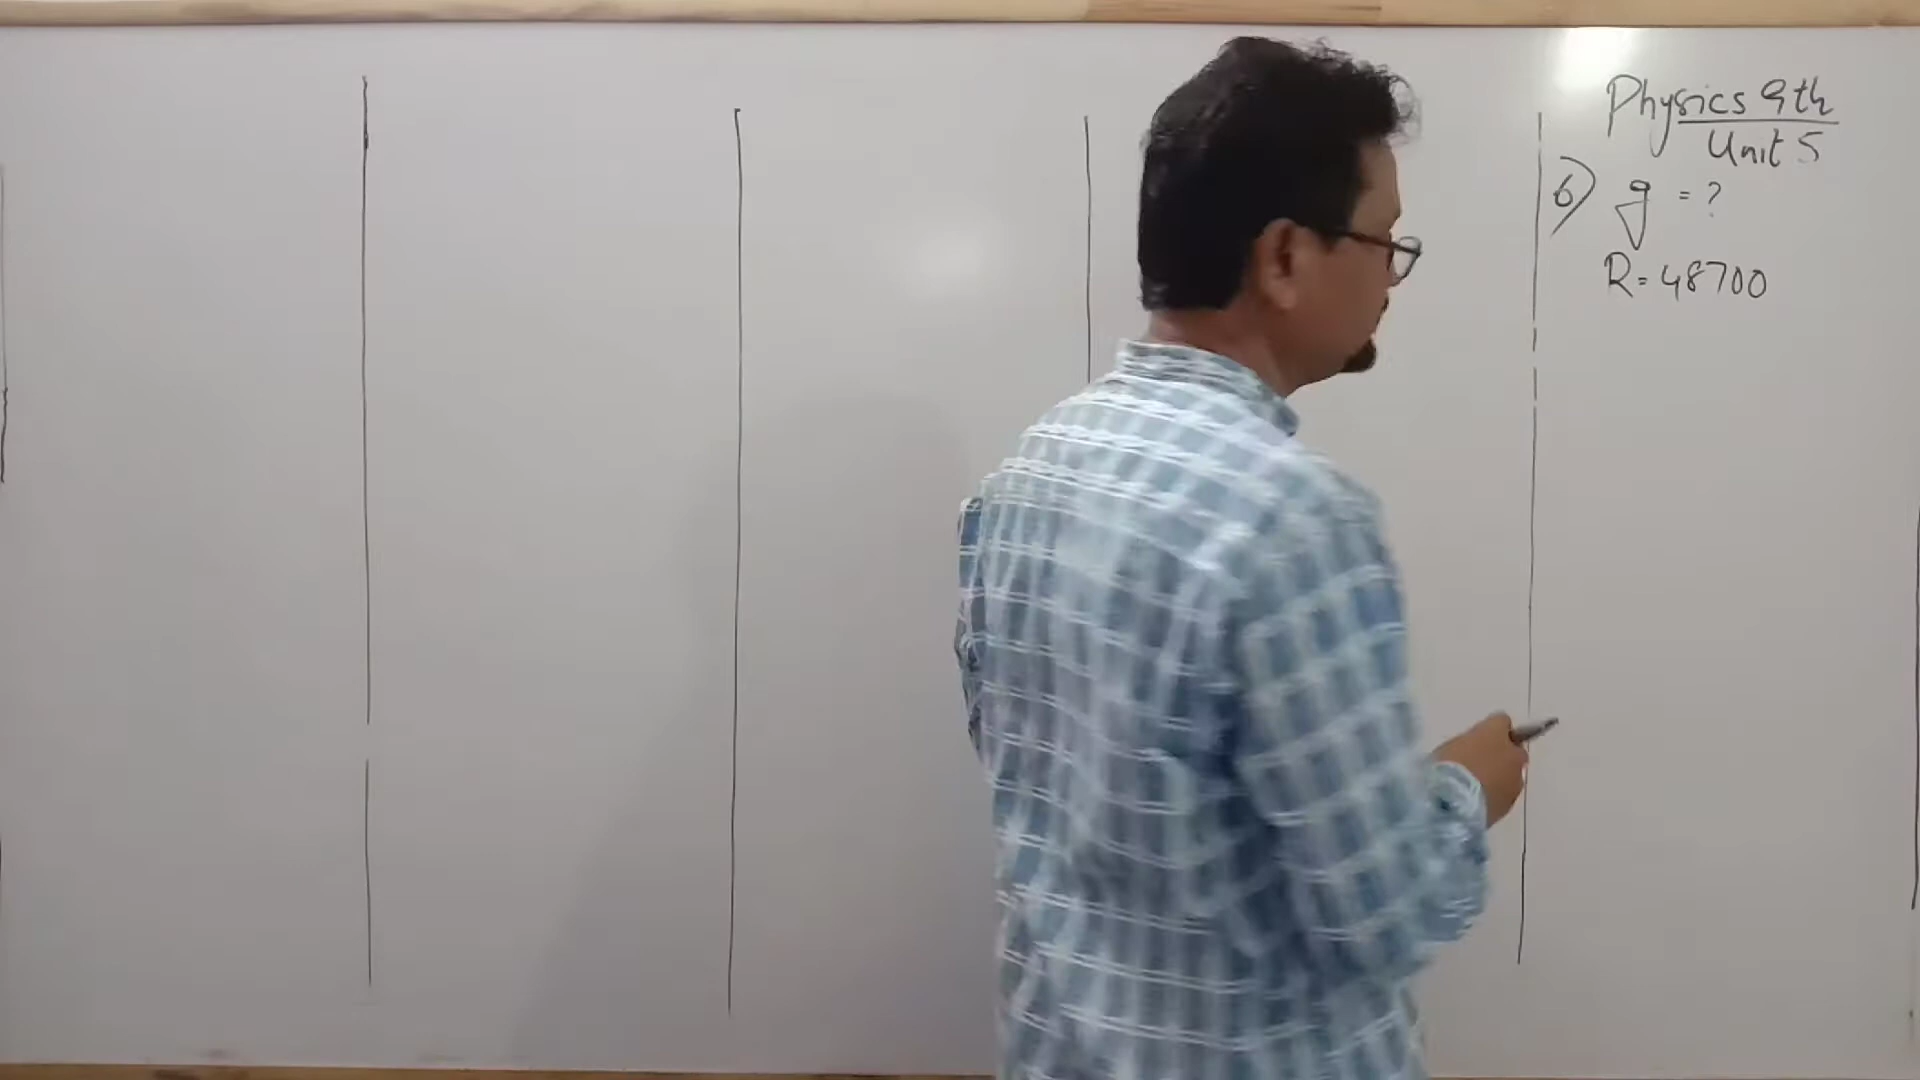 Physics 9th
Unit 5
6) g = ?
R = 48700